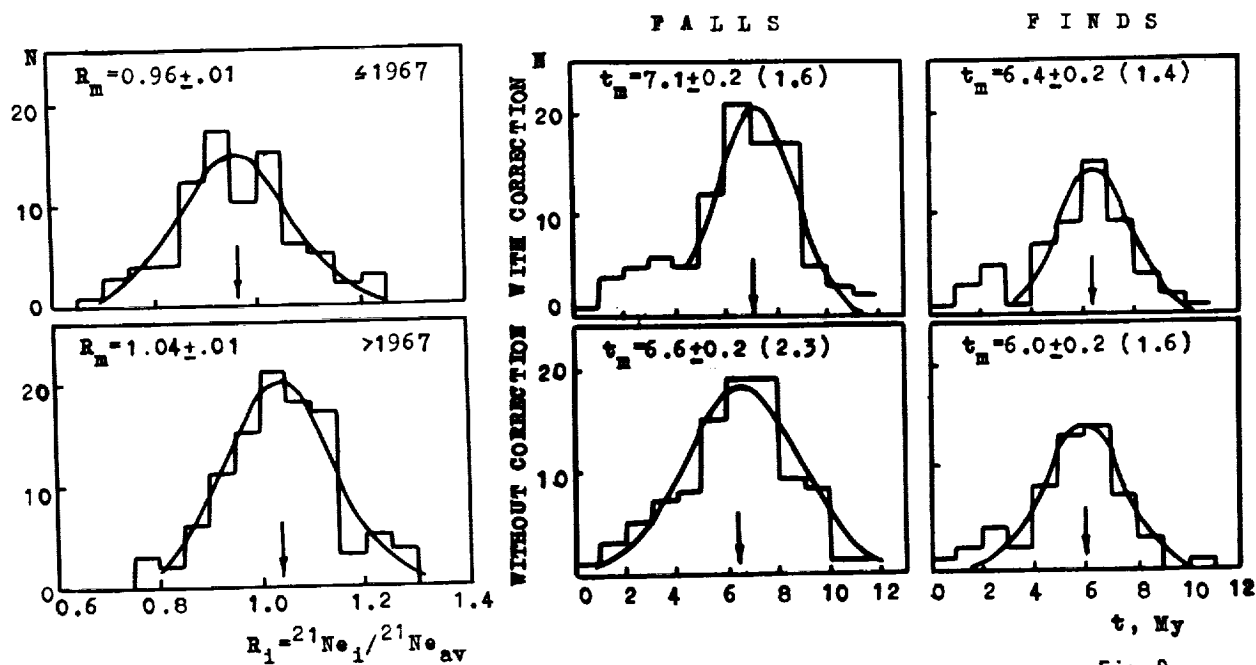 F A L L S
F I N D S
N
R_m=0.96±.01
≤1967
20
10
0
R_m=1.04±.01
>1967
20
10
0
0.6
0.8
1.0
1.2
1.4
R_i=²¹Ne_i/²¹Ne_av
WITH CORRECTION
WITHOUT CORRECTION
N
t_m=7.1±0.2 (1.6)
20
10
0
t_m=6.4±0.2 (1.4)
t_m=6.6±0.2 (2.3)
20
10
0
2
4
6
8
10
12
t_m=6.0±0.2 (1.6)
0
2
4
6
8
10
12
t, My